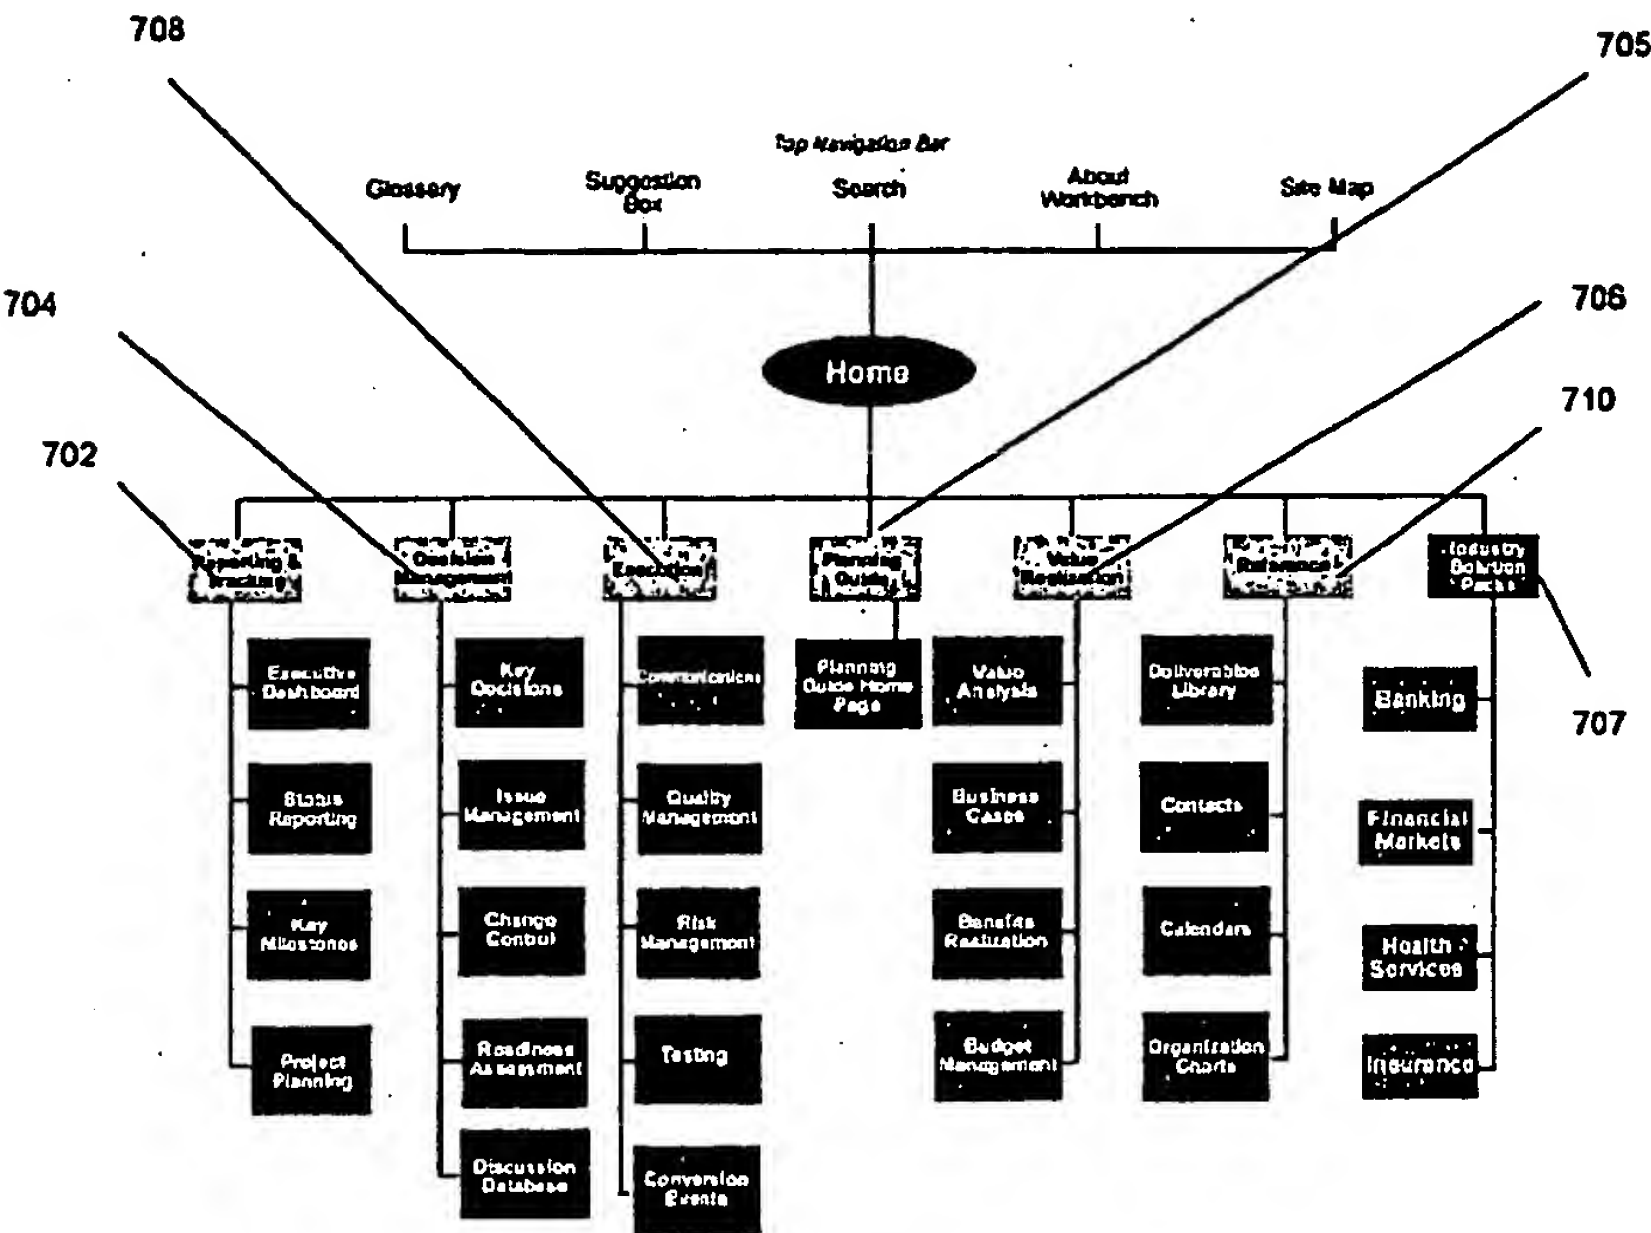 708
705
Top Navigation Bar
Glossary
Suggestion
Box
Search
About
Workbench
Site Map
704
706
Home
710
702
Reporting &
Tracking
Decision
Management
Execution
Planning
Guide
Value
Realization
Reference
Industry
Solution
Packs
Executive
Dashboard
Key
Decisions
Communications
Planning
Guide Home
Page
Value
Analysis
Deliverables
Library
Banking
707
Status
Reporting
Issue
Management
Quality
Management
Business
Cases
Contacts
Financial
Markets
Key
Milestones
Change
Control
Risk
Management
Benefits
Realization
Calendars
Health
Services
Project
Planning
Readiness
Assessment
Testing
Budget
Management
Organization
Charts
Insurance
Discussion
Database
Conversion
Events